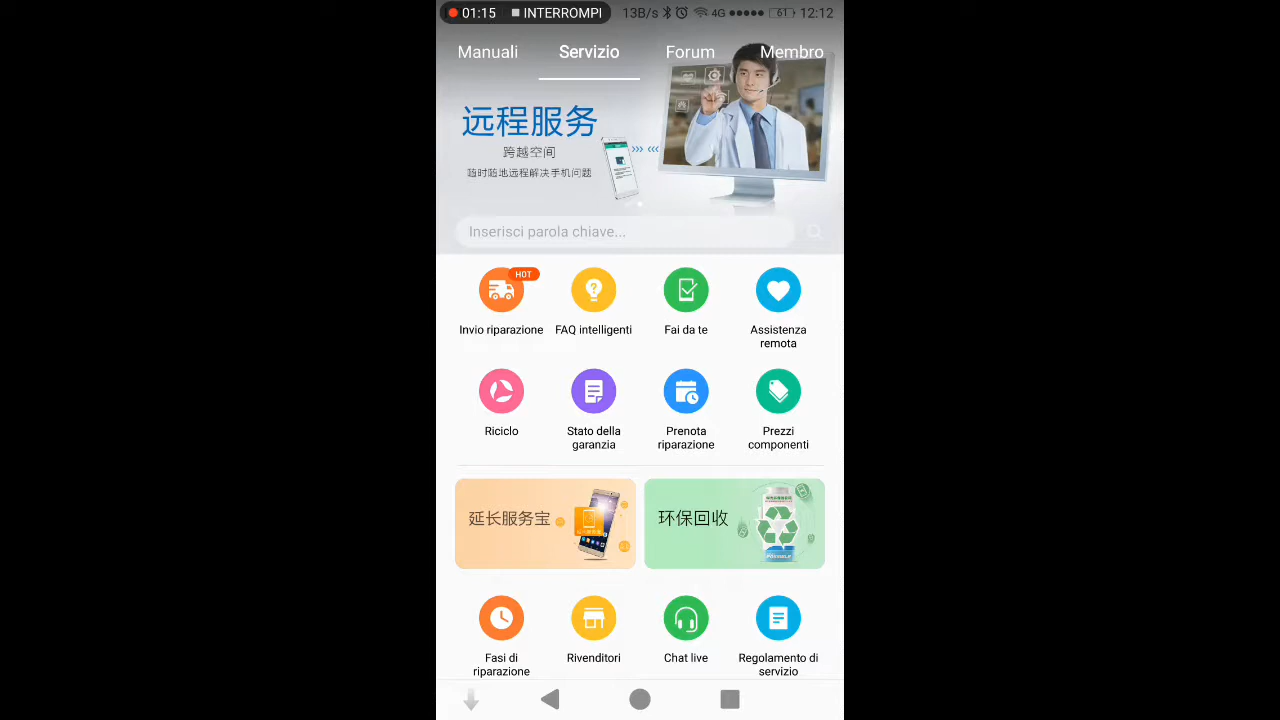 01:15 INTERROMPI 13B/s 4G 61 12:12
Manuali Servizio Forum Membro
远程服务
跨越空间
随时随地远程解决手机问题
Inserisci parola chiave...
HOT
Invio riparazione FAQ intelligenti Fai da te Assistenza
remota
Riciclo Stato della Prenota Prezzi
garanzia riparazione componenti
延长服务宝 环保回收
Fasi di Rivenditori Chat live Regolamento di
riparazione servizio